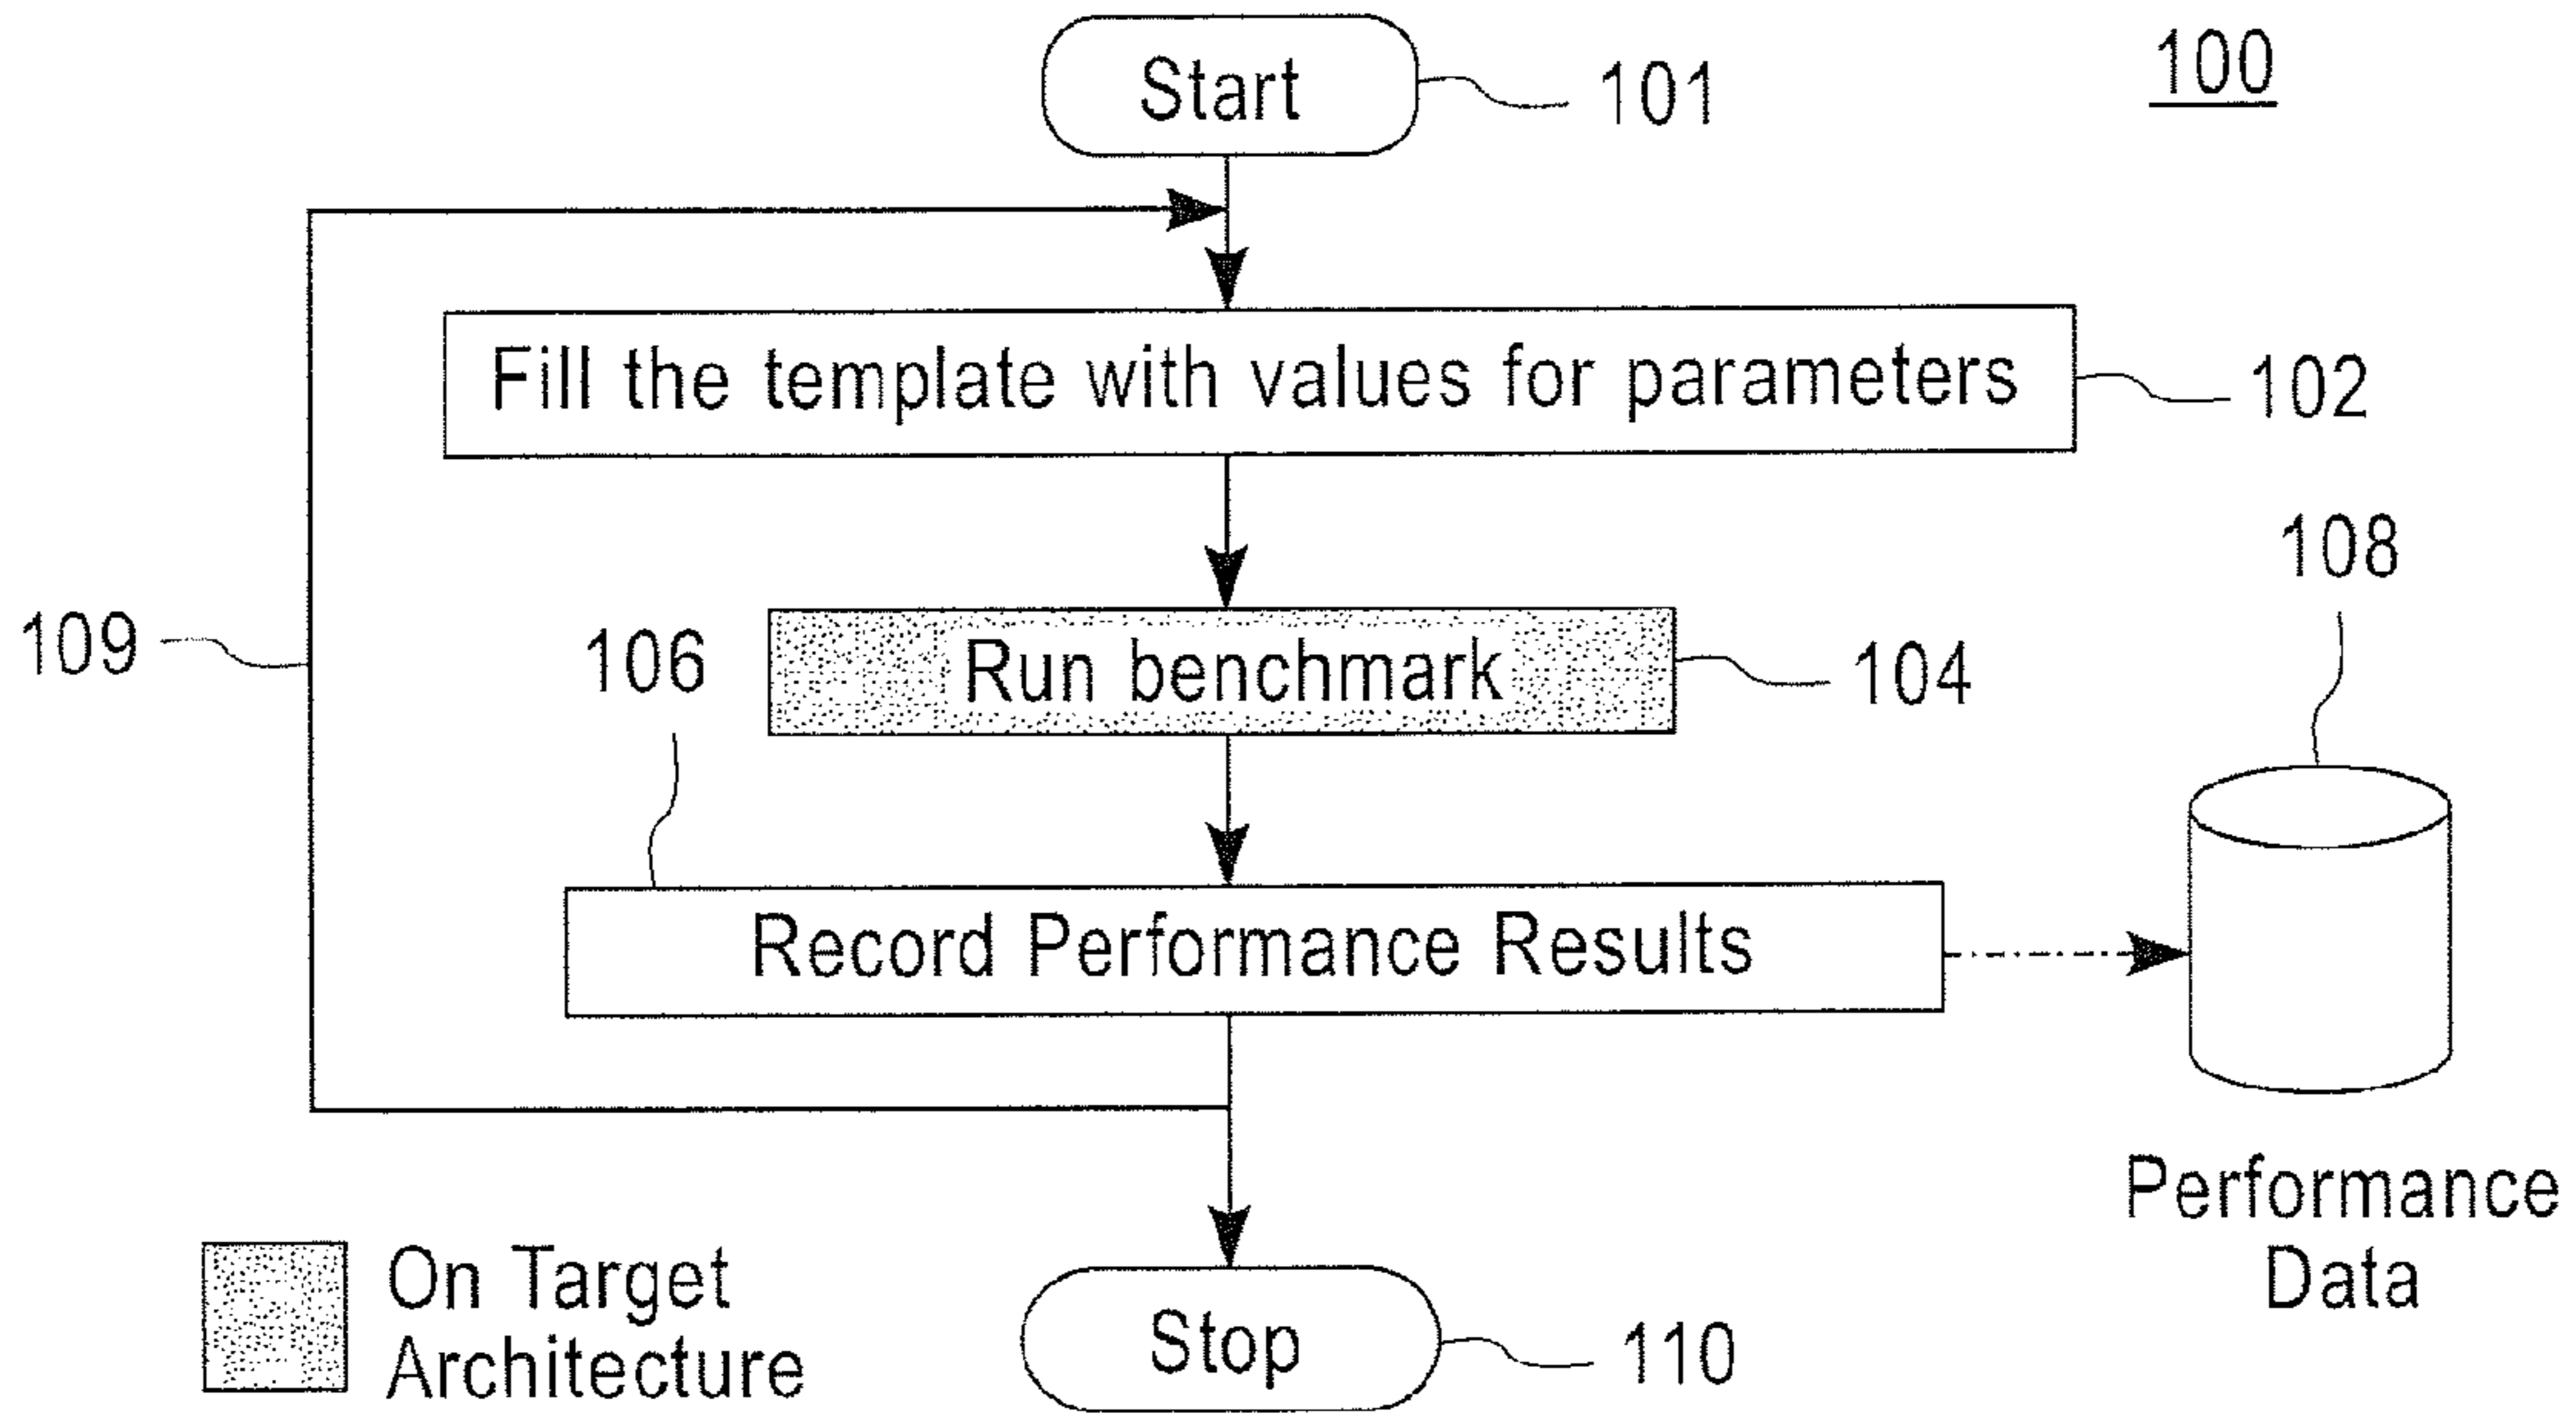 100
Start
101
Fill the template with values for parameters
102
108
109
106
Run benchmark
104
Record Performance Results
Performance
Data
On Target
Architecture
Stop
110